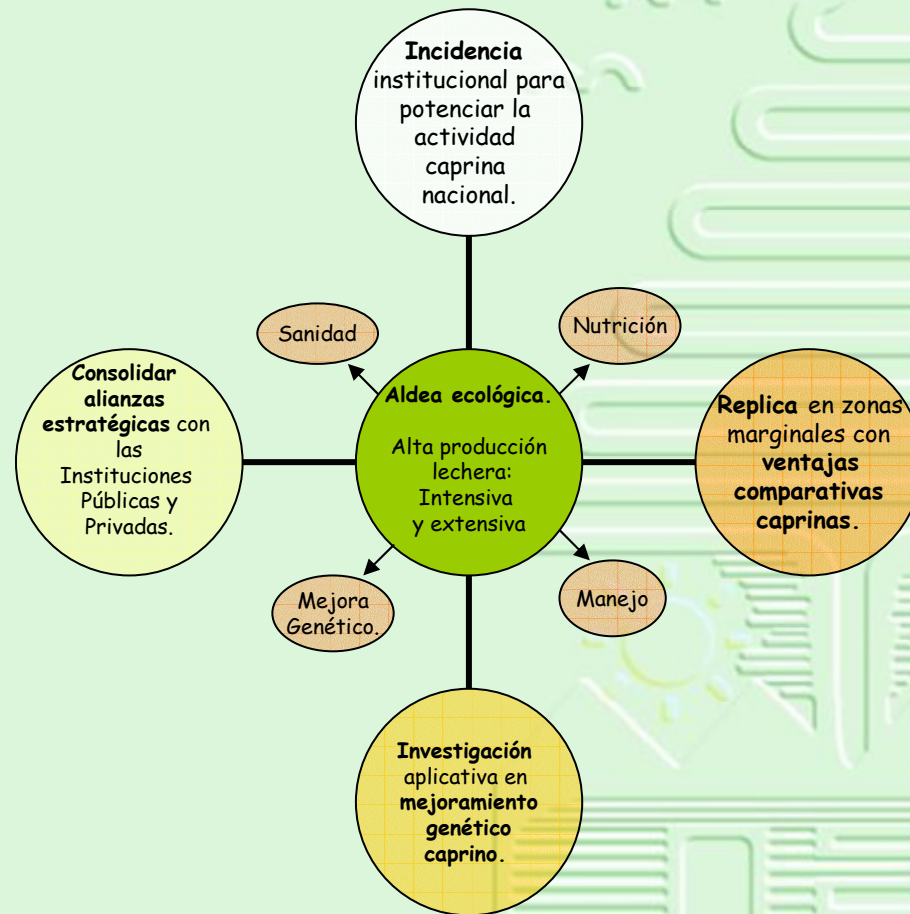 Incidencia
institucional para
potenciar la
actividad
caprina
nacional.
Sanidad
Nutrición
Consolidar
alianzas
estratégicas con
las
Instituciones
Públicas y
Privadas.
Aldea ecológica.
Alta producción
lechera:
Intensiva
y extensiva
Replica en zonas
marginales con
ventajas
comparativas
caprinas.
Mejora
Genético.
Manejo
Investigación
aplicativa en
mejoramiento
genético
caprino.